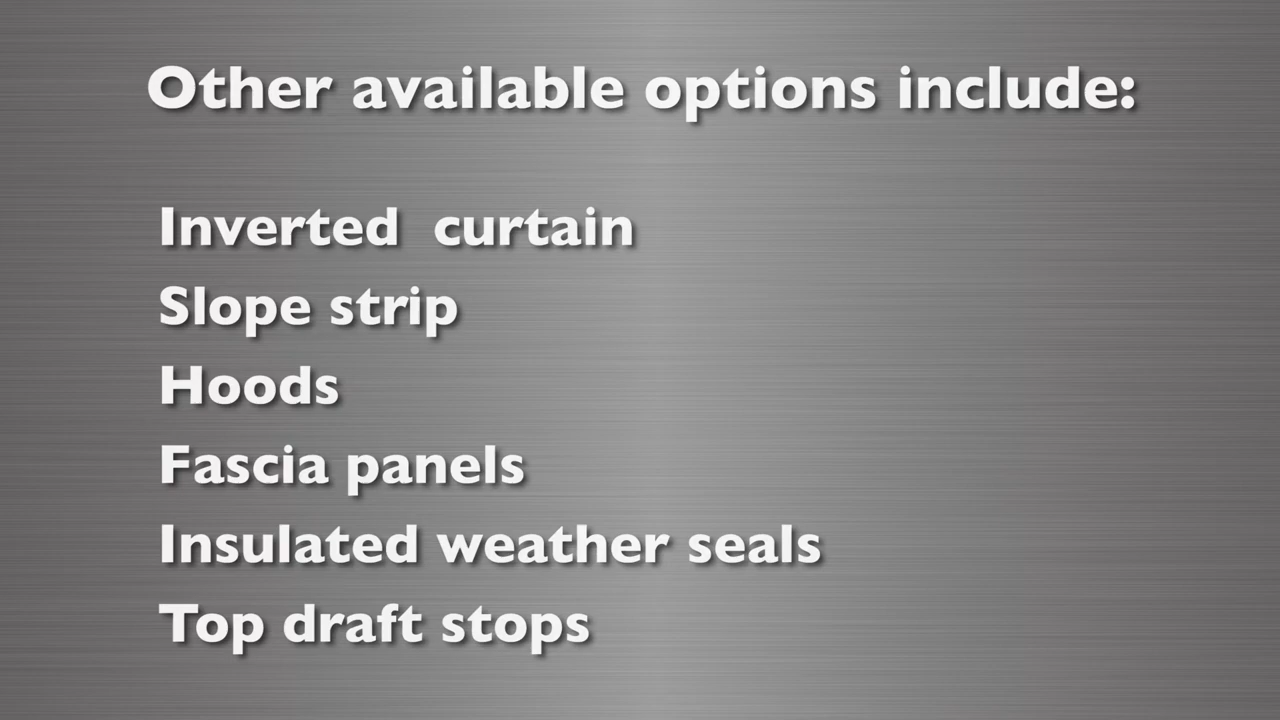 Other available options include:
Inverted  curtain
Slope strip
Hoods
Fascia panels
Insulated weather seals
Top draft stops